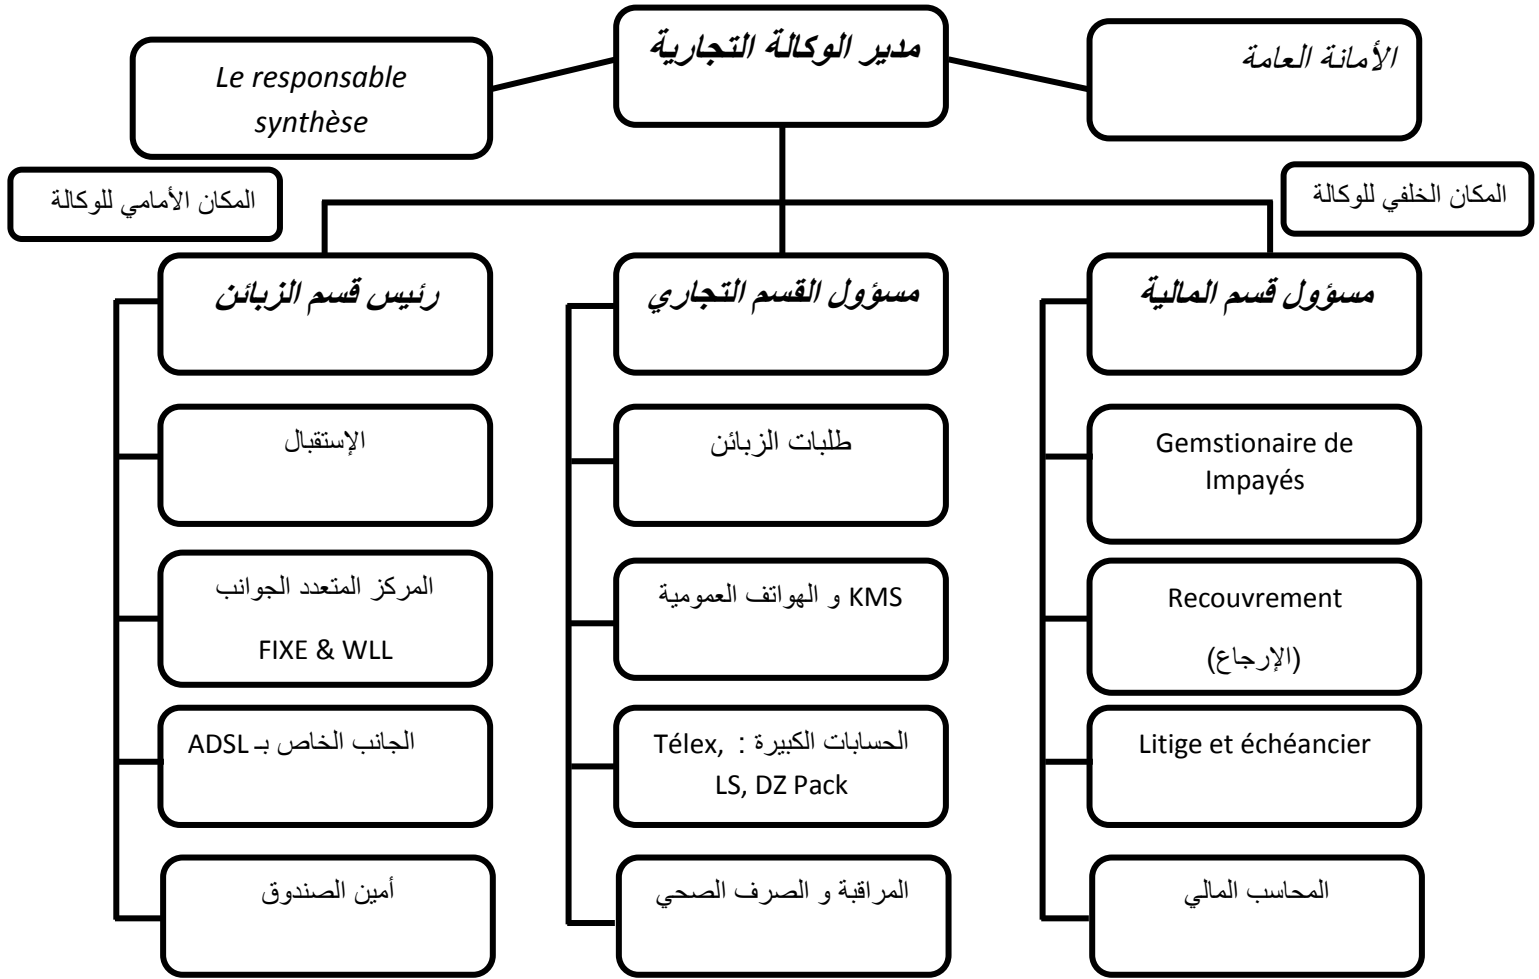 مدير الوكالة التجارية
الأمانة العامة
Le responsable
synthèse
المكان الخلفي للوكالة
المكان الأمامي للوكالة
مسؤول قسم المالية
مسؤول القسم التجاري
رئيس قسم الزبائن
Gemstionaire de
Impayés
طلبات الزبائن
الإستقبال
Recouvrement
(الإرجاع)
KMS و الهواتف العمومية
المركز المتعدد الجوانب
FIXE & WLL
Litige et échéancier
الحسابات الكبيرة : Télex,
LS, DZ Pack
الجانب الخاص بـ ADSL
المحاسب المالي
المراقبة و الصرف الصحي
أمين الصندوق